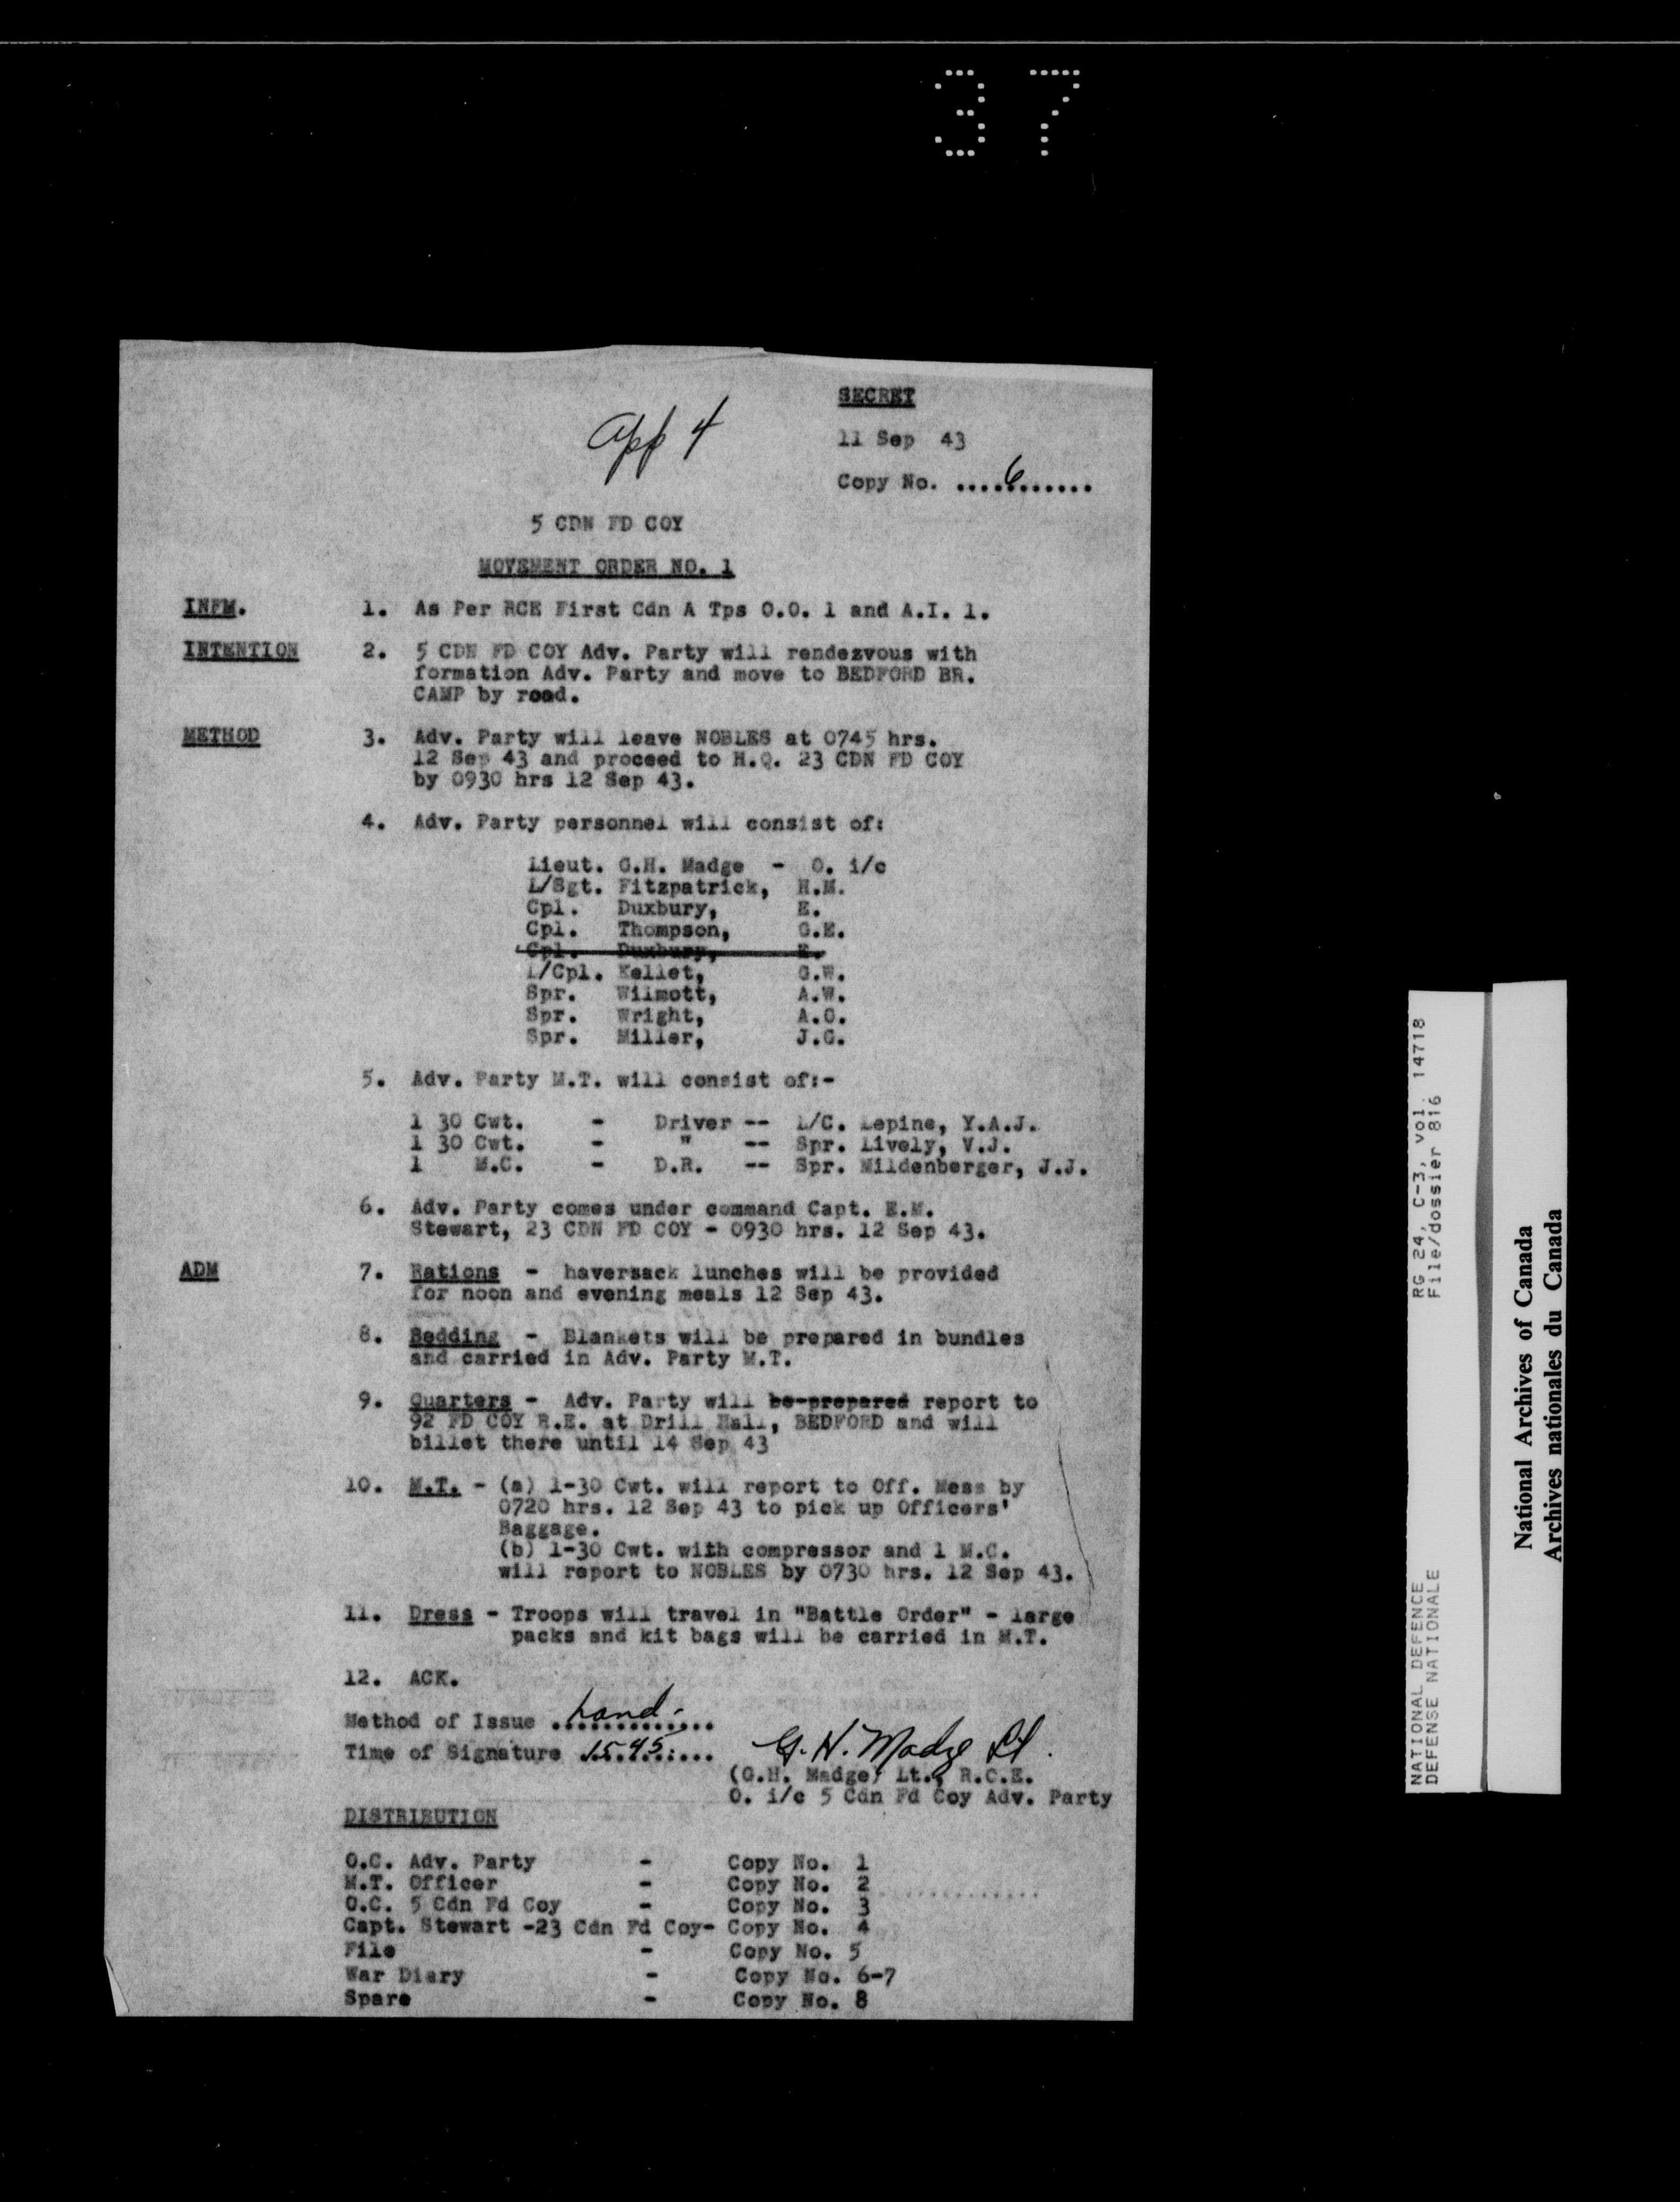 37
SECRET
App 4
11 Sep 43
Copy No. ....6.......
5 CDN FD COY
MOVEMENT ORDER NO. 1
INFM. 1. As Per RCE First Cdn A Tps O.O. 1 and A.I. 1.
INTENTION 2. 5 CDN FD COY Adv. Party will rendezvous with
formation Adv. Party and move to BEDFORD BR.
CAMP by road.
METHOD 3. Adv. Party will leave NOBLES at 0745 hrs.
12 Sep 43 and proceed to H.Q. 23 CDN FD COY
by 0930 hrs 12 Sep 43.
4. Adv. Party personnel will consist of:
Lieut. G.H. Madge - O. i/c
L/Sgt. Fitzpatrick, H.M.
Cpl. Duxbury, E.
Cpl. Thompson, G.E.
Cpl. Duxbury, E.
L/Cpl. Kellet, G.W.
Spr. Wilmott, A.W.
Spr. Wright, A.O.
Spr. Miller, J.G.
5. Adv. Party M.T. will consist of:-
1 30 Cwt. - Driver -- L/C. Lepine, Y.A.J.
1 30 Cwt. - " -- Spr. Lively, V.J.
1 M.C. - D.R. -- Spr. Mildenberger, J.J.
6. Adv. Party comes under command Capt. E.M.
Stewart, 23 CDN FD COY - 0930 hrs. 12 Sep 43.
ADM 7. Rations - haversack lunches will be provided
for noon and evening meals 12 Sep 43.
8. Bedding - Blankets will be prepared in bundles
and carried in Adv. Party M.T.
9. Quarters - Adv. Party will be prepared report to
92 FD COY R.E. at Drill Hall, BEDFORD and will
billet there until 14 Sep 43
10. M.T. - (a) 1-30 Cwt. will report to Off. Mess by
0720 hrs. 12 Sep 43 to pick up Officers'
Baggage.
(b) 1-30 Cwt. with compressor and 1 M.C.
will report to NOBLES by 0730 hrs. 12 Sep 43.
11. Dress - Troops will travel in "Battle Order" - large
packs and kit bags will be carried in M.T.
12. ACK.
Method of Issue hand.
Time of Signature 1545
G.H. Madge Lt.
(G.H. Madge) Lt., R.C.E.
O. i/c 5 Cdn Fd Coy Adv. Party
DISTRIBUTION
O.C. Adv. Party - Copy No. 1
M.T. Officer - Copy No. 2
O.C. 5 Cdn Fd Coy - Copy No. 3
Capt. Stewart -23 Cdn Fd Coy- Copy No. 4
File - Copy No. 5
War Diary - Copy No. 6-7
Spare - Copy No. 8
NATIONAL DEFENCE RG 24, C-3, vol. 14718
DEFENSE NATIONALE File/dossier 816
National Archives of Canada
Archives nationales du Canada